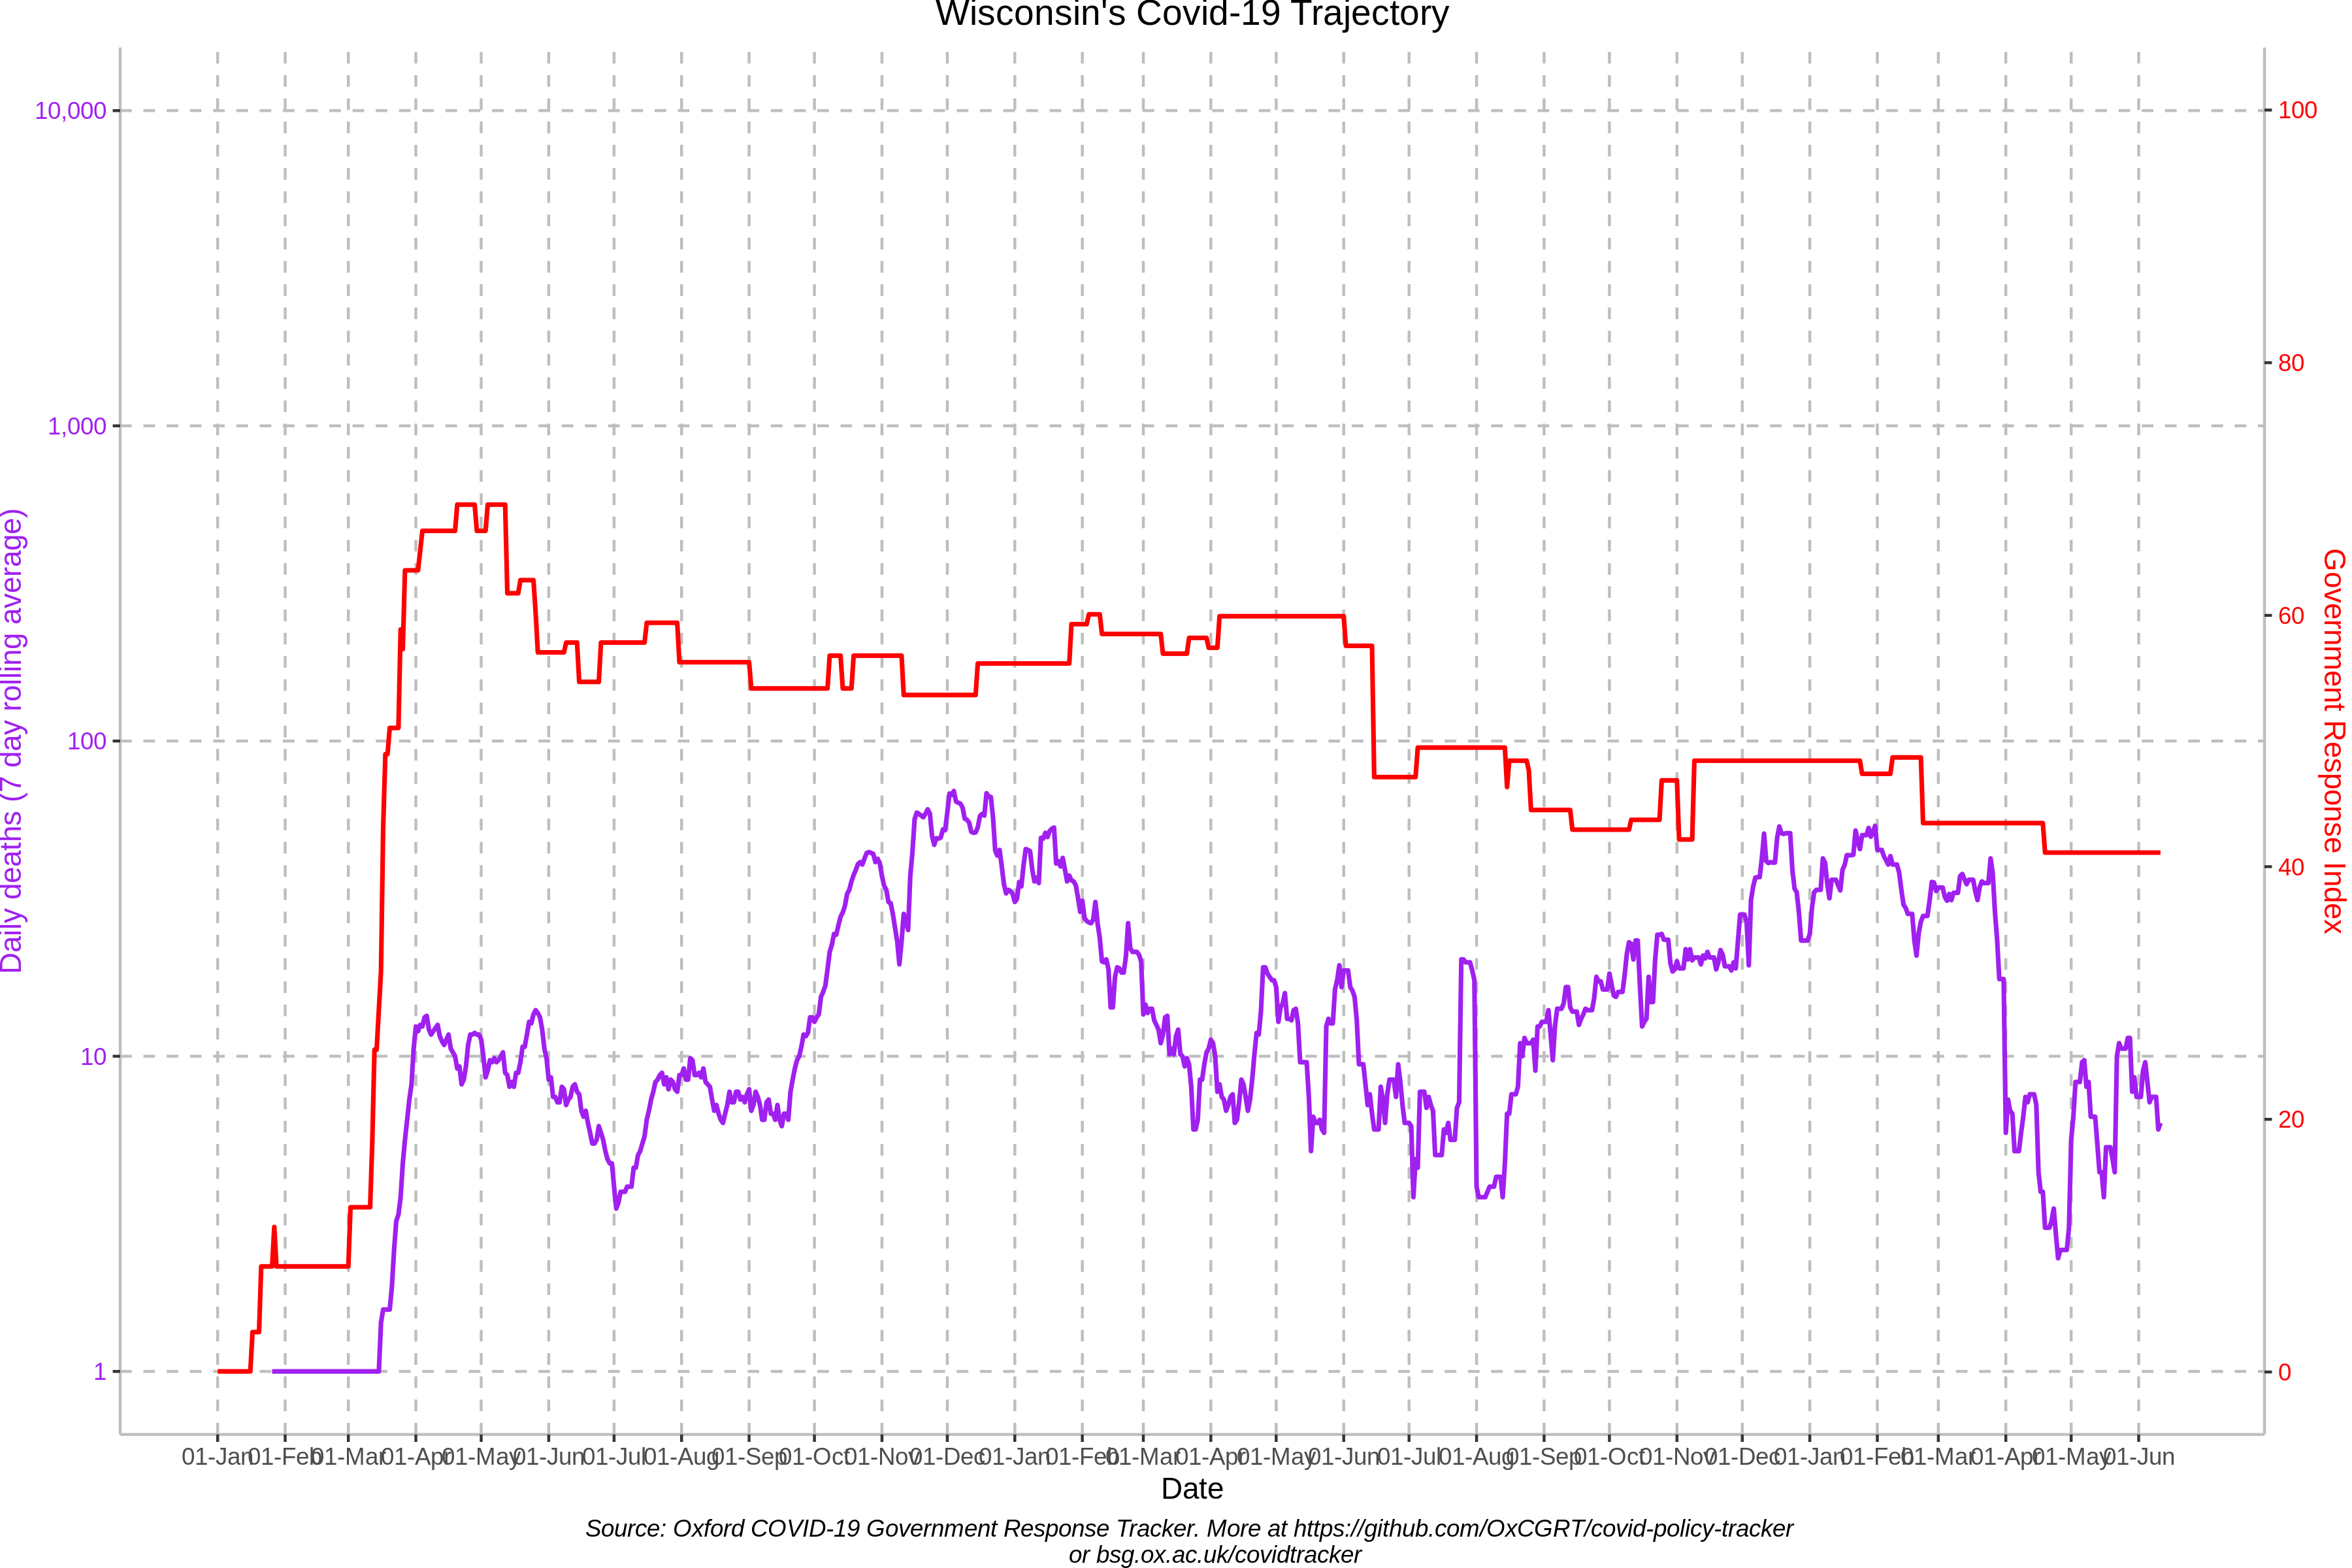 Wisconsin's Covid-19 Trajectory
10,000
1,000
100
10
1
Daily deaths (7 day rolling average)
100
80
60
40
20
0
Government Response Index
01-Jan 01-Feb 01-Mar 01-Apr 01-May 01-Jun 01-Jul 01-Aug 01-Sep 01-Oct 01-Nov 01-Dec 01-Jan 01-Feb 01-Mar 01-Apr 01-May 01-Jun 01-Jul 01-Aug 01-Sep 01-Oct 01-Nov 01-Dec 01-Jan 01-Feb 01-Mar 01-Apr 01-May 01-Jun
Date
Source: Oxford COVID-19 Government Response Tracker. More at https://github.com/OxCGRT/covid-policy-tracker
or bsg.ox.ac.uk/covidtracker